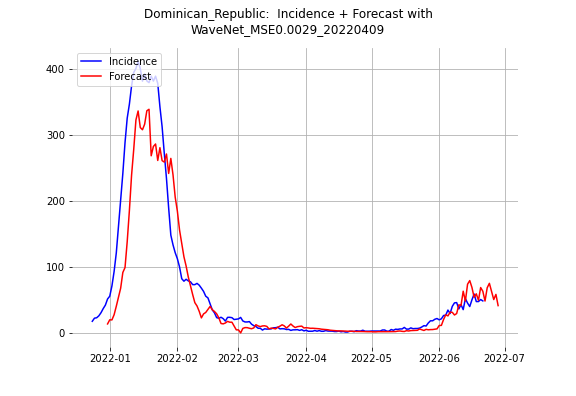 Dominican_Republic:  Incidence + Forecast with
WaveNet_MSE0.0029_20220409
Incidence
Forecast
400
300
200
100
0
2022-01 2022-02 2022-03 2022-04 2022-05 2022-06 2022-07